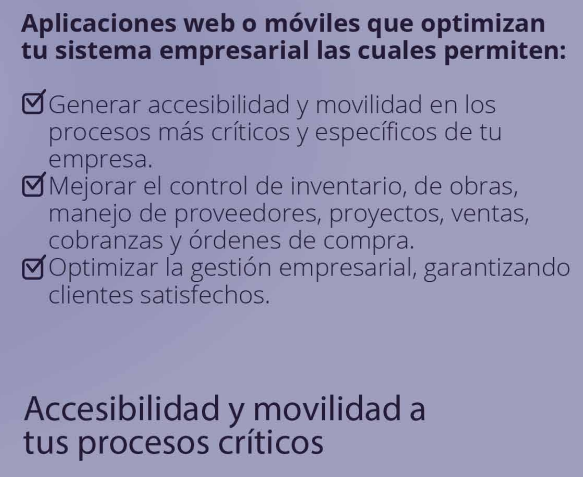 Aplicaciones web o móviles que optimizan
tu sistema empresarial las cuales permiten:
Generar accesibilidad y movilidad en los
procesos más críticos y específicos de tu
empresa.
Mejorar el control de inventario, de obras,
manejo de proveedores, proyectos, ventas,
cobranzas y órdenes de compra.
Optimizar la gestión empresarial, garantizando
clientes satisfechos.
Accesibilidad y movilidad a
tus procesos críticos